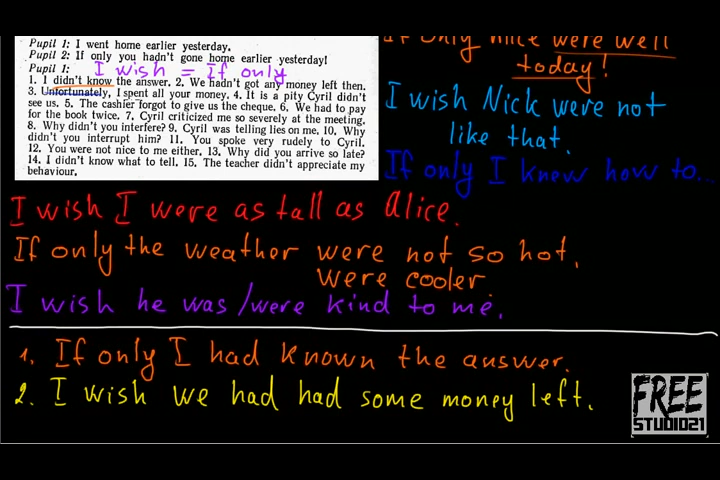 Pupil 1: I went home earlier yesterday.
Pupil 2: If only you hadn't gone home earlier yesterday!
Pupil 1: I wish = If only
1. I didn't know the answer. 2. We hadn't got any money left then.
3. Unfortunately, I spent all your money. 4. It is a pity Cyril didn't
see us. 5. The cashier forgot to give us the cheque. 6. We had to pay
for the book twice. 7. Cyril criticized me so severely at the meeting.
8. Why didn't you interfere? 9. Cyril was telling lies on me. 10. Why
didn't you interrupt him? 11. You spoke very rudely to Cyril.
12. You were not nice to me either. 13. Why did you arrive so late?
14. I didn't know what to tell. 15. The teacher didn't appreciate my
behaviour.
If only were well
today!
I wish Nick were not
like that.
If only I knew how to...
I wish I were as tall as Alice.
If only the weather were not so hot.
were cooler.
I wish he was/were kind to me.
1. If only I had known the answer.
2. I wish we had had some money left.
FREE
STUDIO21